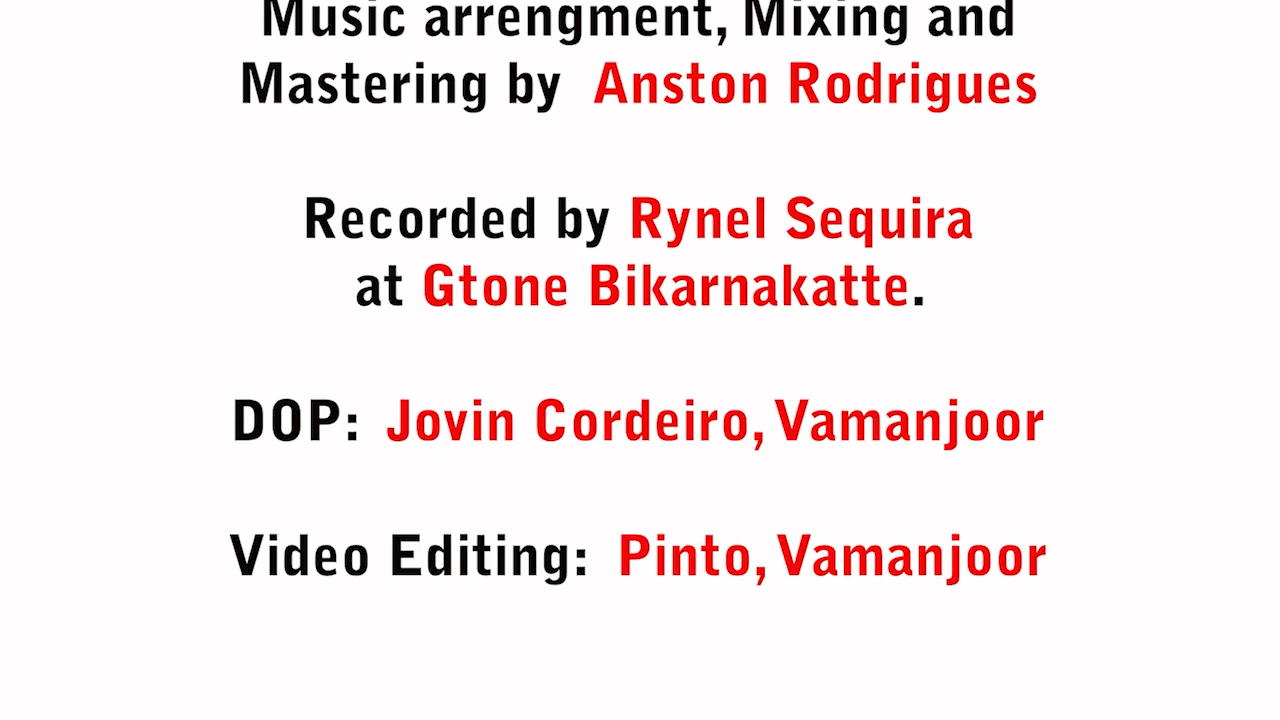 Music arrengment, Mixing and
Mastering by Anston Rodrigues
Recorded by Rynel Sequira
at Gtone Bikarnakatte.
DOP: Jovin Cordeiro, Vamanjoor
Video Editing: Pinto, Vamanjoor